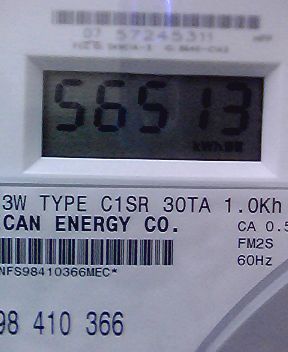 07 57245311
56513
kWh
3W TYPE C1SR 30TA 1.0Kh
CAN ENERGY CO.
CA 0.5
FM2S
60Hz
NFS98410366MEC*
98 410 366